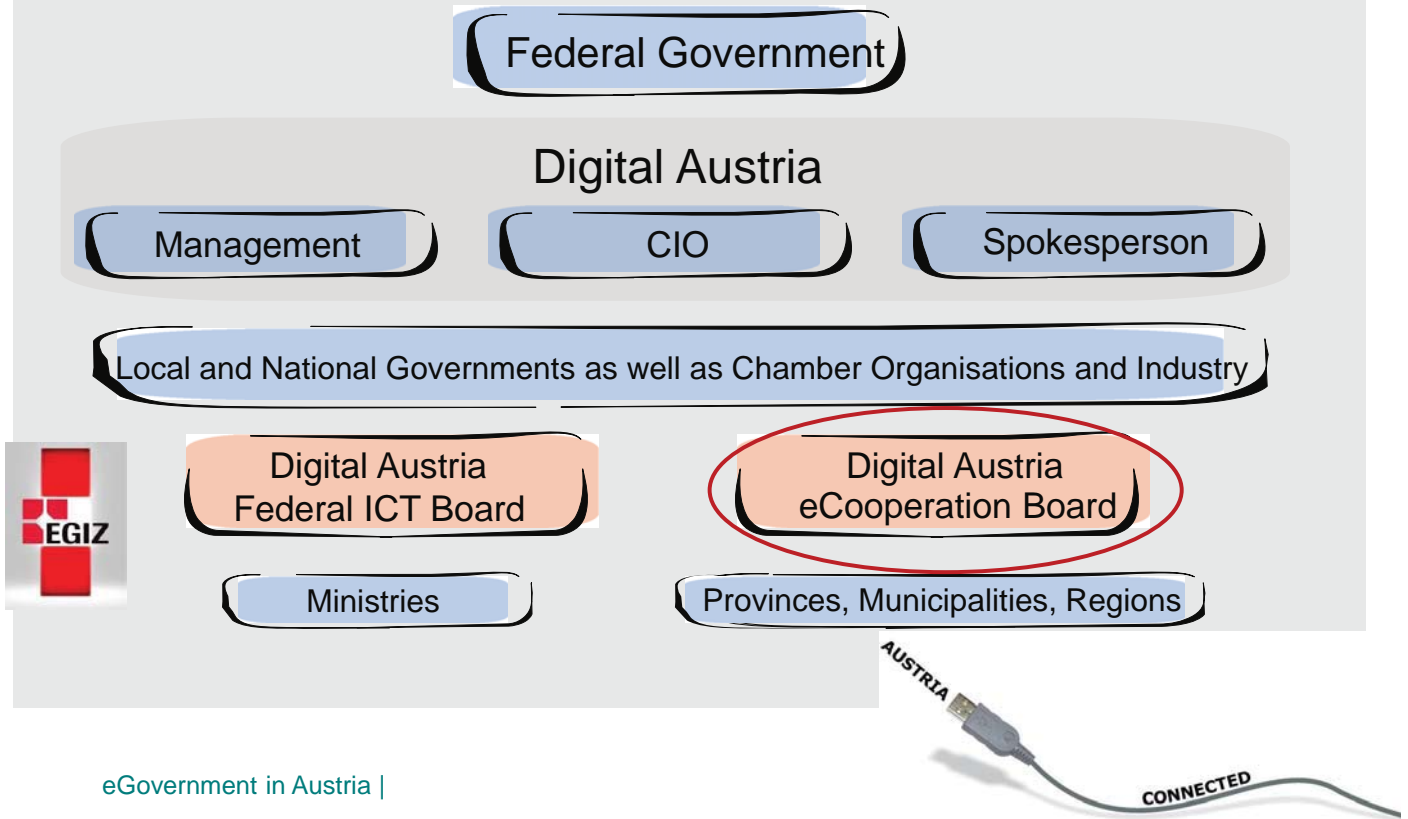 Federal Government
Digital Austria
Management
CIO
Spokesperson
Local and National Governments as well as Chamber Organisations and Industry
Digital Austria
Federal ICT Board
Digital Austria
eCooperation Board
EGIZ
Ministries
Provinces, Municipalities, Regions
AUSTRIA
CONNECTED
eGovernment in Austria |